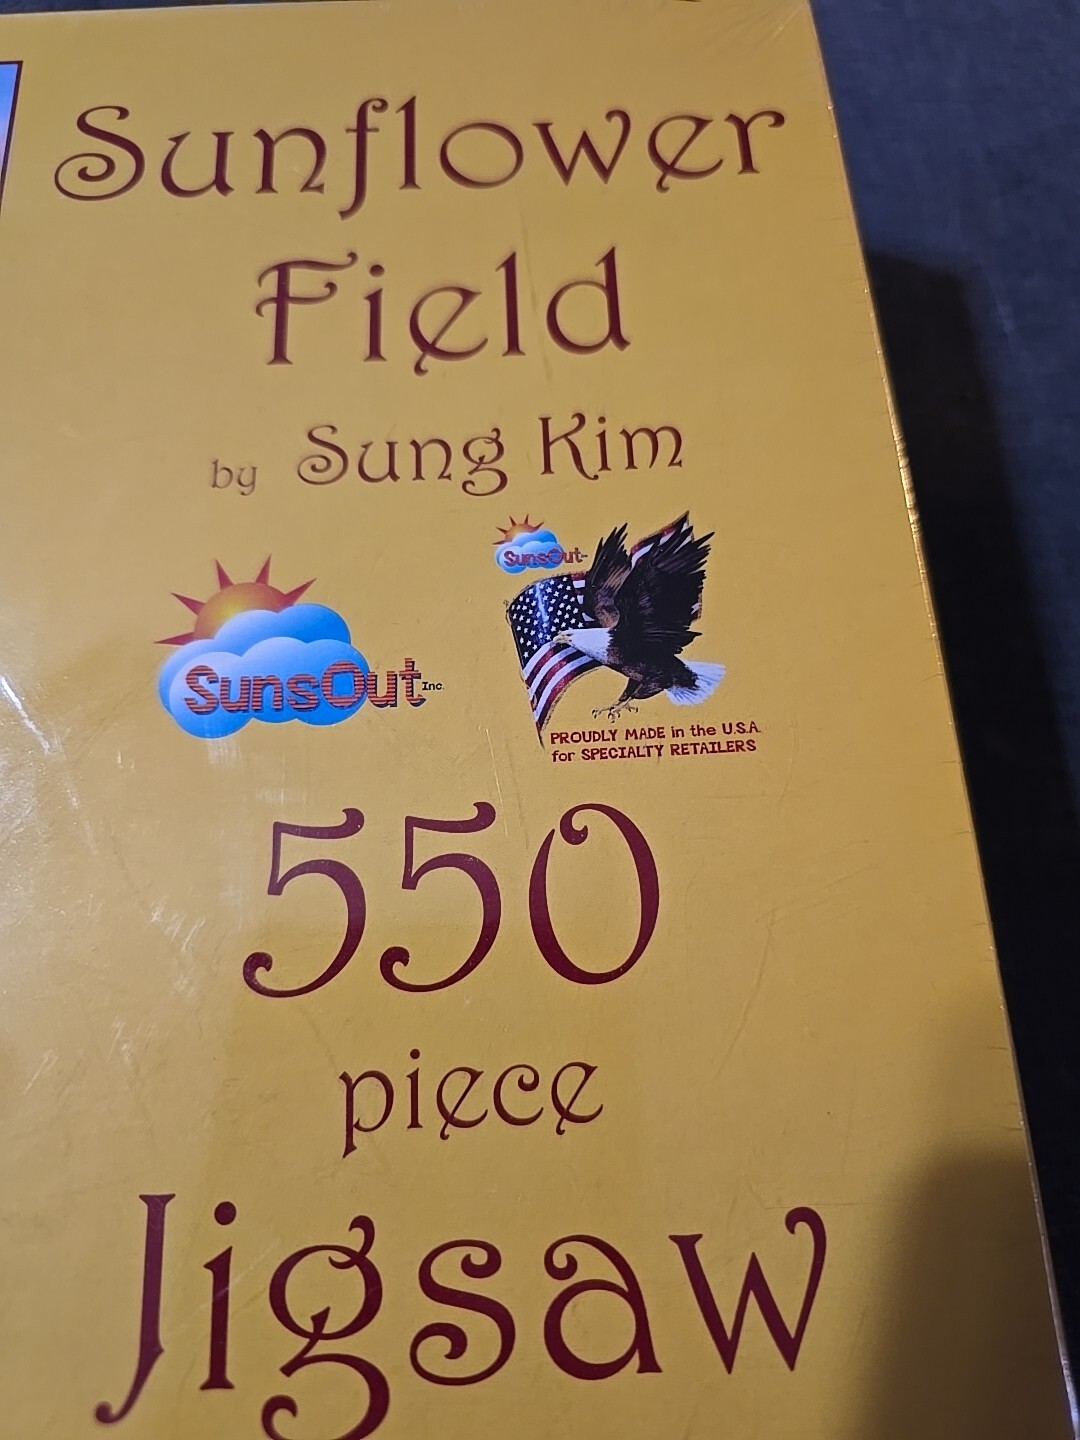 Sunflower
Field
by Sung Kim
SunsOut Inc.
SunsOut
PROUDLY MADE in the U.S.A.
for SPECIALTY RETAILERS
550
piece
Jigsaw